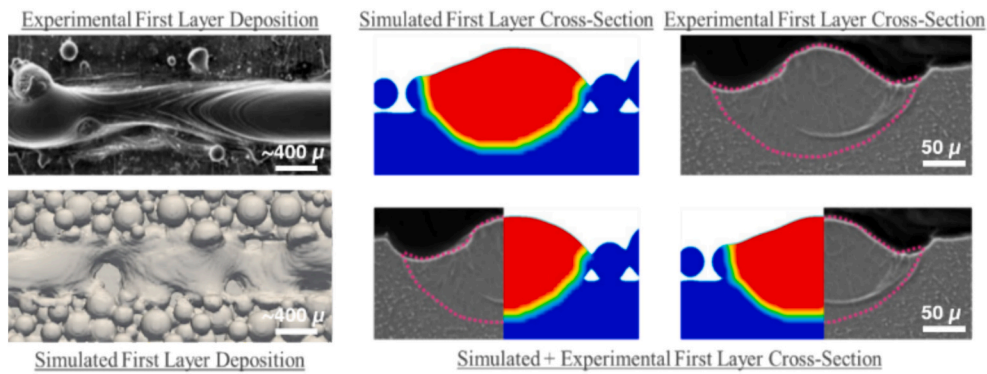 Experimental First Layer Deposition
Simulated First Layer Cross-Section
Experimental First Layer Cross-Section
~400 µ
50 µ
~400 µ
50 µ
Simulated First Layer Deposition
Simulated + Experimental First Layer Cross-Section